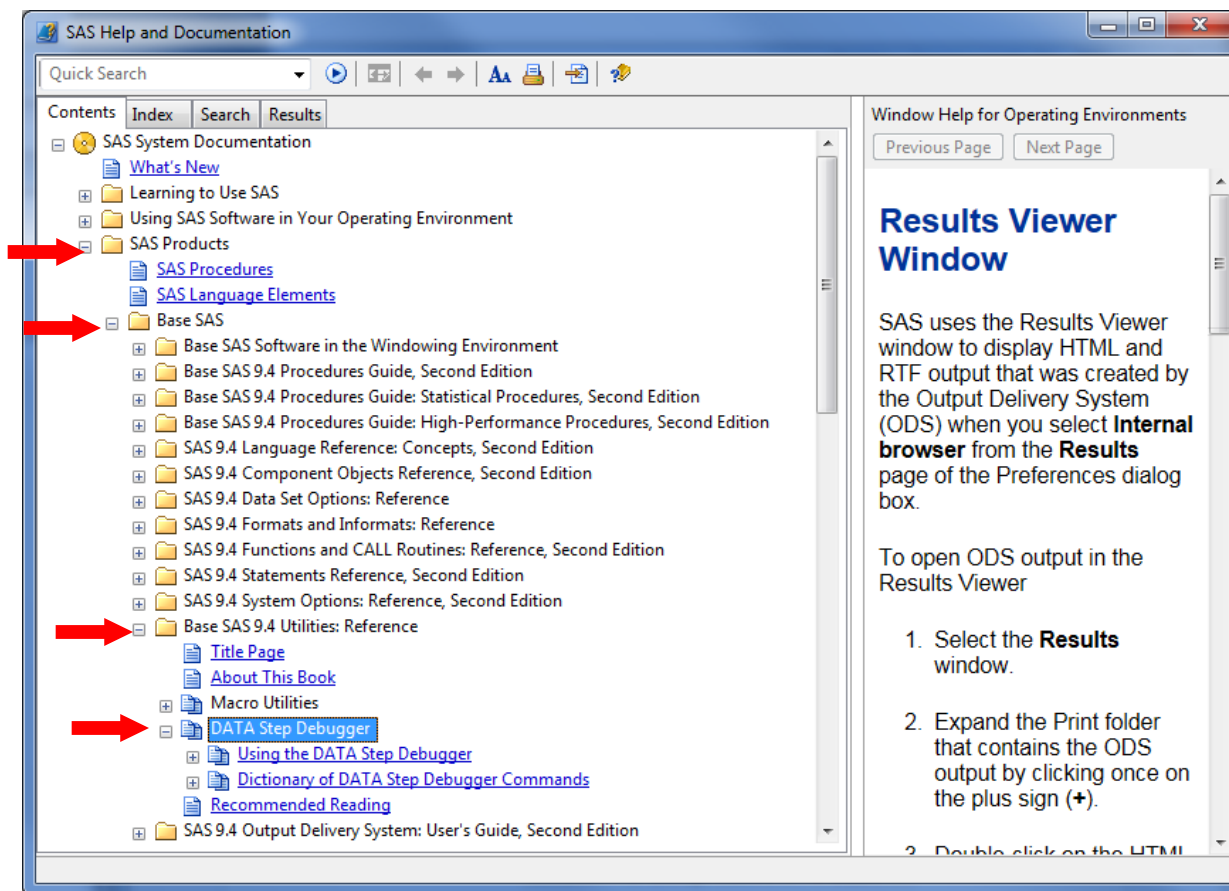 SAS Help and Documentation
Quick Search
Contents Index Search Results
SAS System Documentation
What's New
Learning to Use SAS
Using SAS Software in Your Operating Environment
SAS Products
SAS Procedures
SAS Language Elements
Base SAS
Base SAS Software in the Windowing Environment
Base SAS 9.4 Procedures Guide, Second Edition
Base SAS 9.4 Procedures Guide: Statistical Procedures, Second Edition
Base SAS 9.4 Procedures Guide: High-Performance Procedures, Second Edition
SAS 9.4 Language Reference: Concepts, Second Edition
SAS 9.4 Component Objects Reference, Second Edition
SAS 9.4 Data Set Options: Reference
SAS 9.4 Formats and Informats: Reference
SAS 9.4 Functions and CALL Routines: Reference, Second Edition
SAS 9.4 Statements Reference, Second Edition
SAS 9.4 System Options: Reference, Second Edition
Base SAS 9.4 Utilities: Reference
Title Page
About This Book
Macro Utilities
DATA Step Debugger
Using the DATA Step Debugger
Dictionary of DATA Step Debugger Commands
Recommended Reading
SAS 9.4 Output Delivery System: User's Guide, Second Edition
Window Help for Operating Environments
Previous Page Next Page
Results Viewer
Window
SAS uses the Results Viewer
window to display HTML and
RTF output that was created by
the Output Delivery System
(ODS) when you select Internal
browser from the Results
page of the Preferences dialog
box.
To open ODS output in the
Results Viewer
1. Select the Results
window.
2. Expand the Print folder
that contains the ODS
output by clicking once on
the plus sign (+).
3. Double-click on the HTML